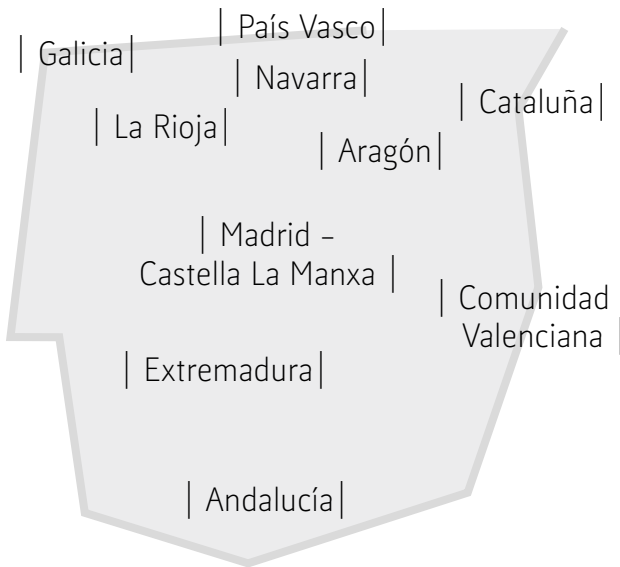 | País Vasco|
| Galicia|
| Navarra|
| Cataluña|
| La Rioja|
| Aragón|
| Madrid –
Castella La Manxa |
| Comunidad
Valenciana |
| Extremadura|
| Andalucía|